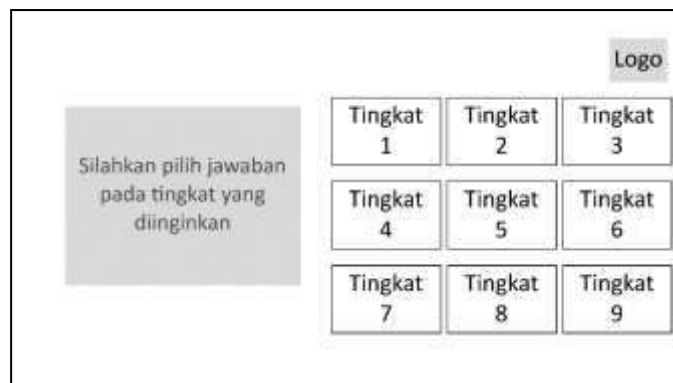 Logo
Silahkan pilih jawaban
pada tingkat yang
diinginkan
Tingkat
1
Tingkat
2
Tingkat
3
Tingkat
4
Tingkat
5
Tingkat
6
Tingkat
7
Tingkat
8
Tingkat
9